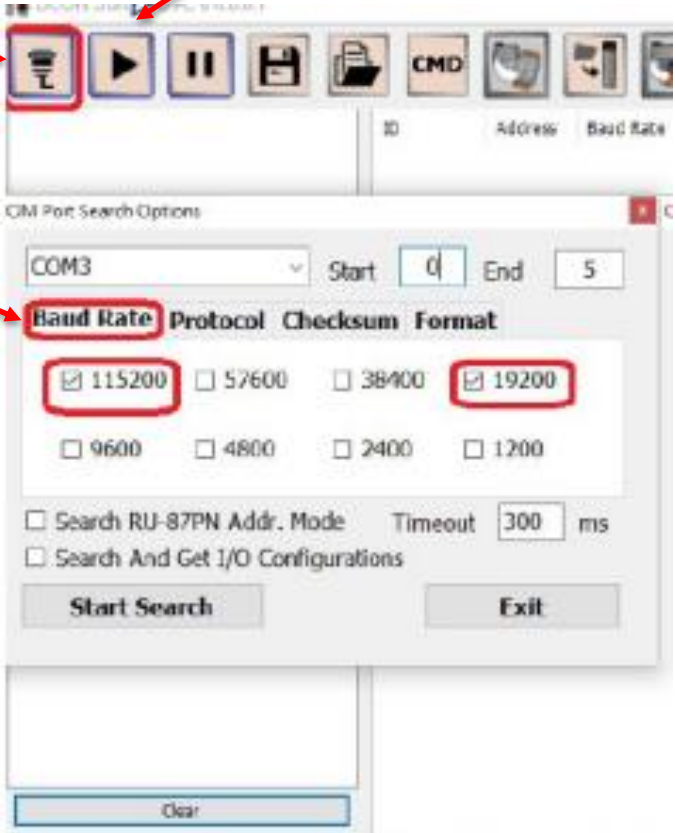 CMD
ID Address Baud Rate
COM Port Search Options
COM3 Start 0 End 5
Baud Rate Protocol Checksum Format
115200 57600 38400 19200
9600 4800 2400 1200
Search RU-87PN Addr. Mode Timeout 300 ms
Search And Get I/O Configurations
Start Search Exit
Clear